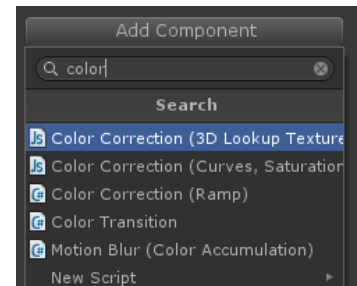 Add Component
color
Search
Color Correction (3D Lookup Texture
Color Correction (Curves, Saturation
Color Correction (Ramp)
Color Transition
Motion Blur (Color Accumulation)
New Script